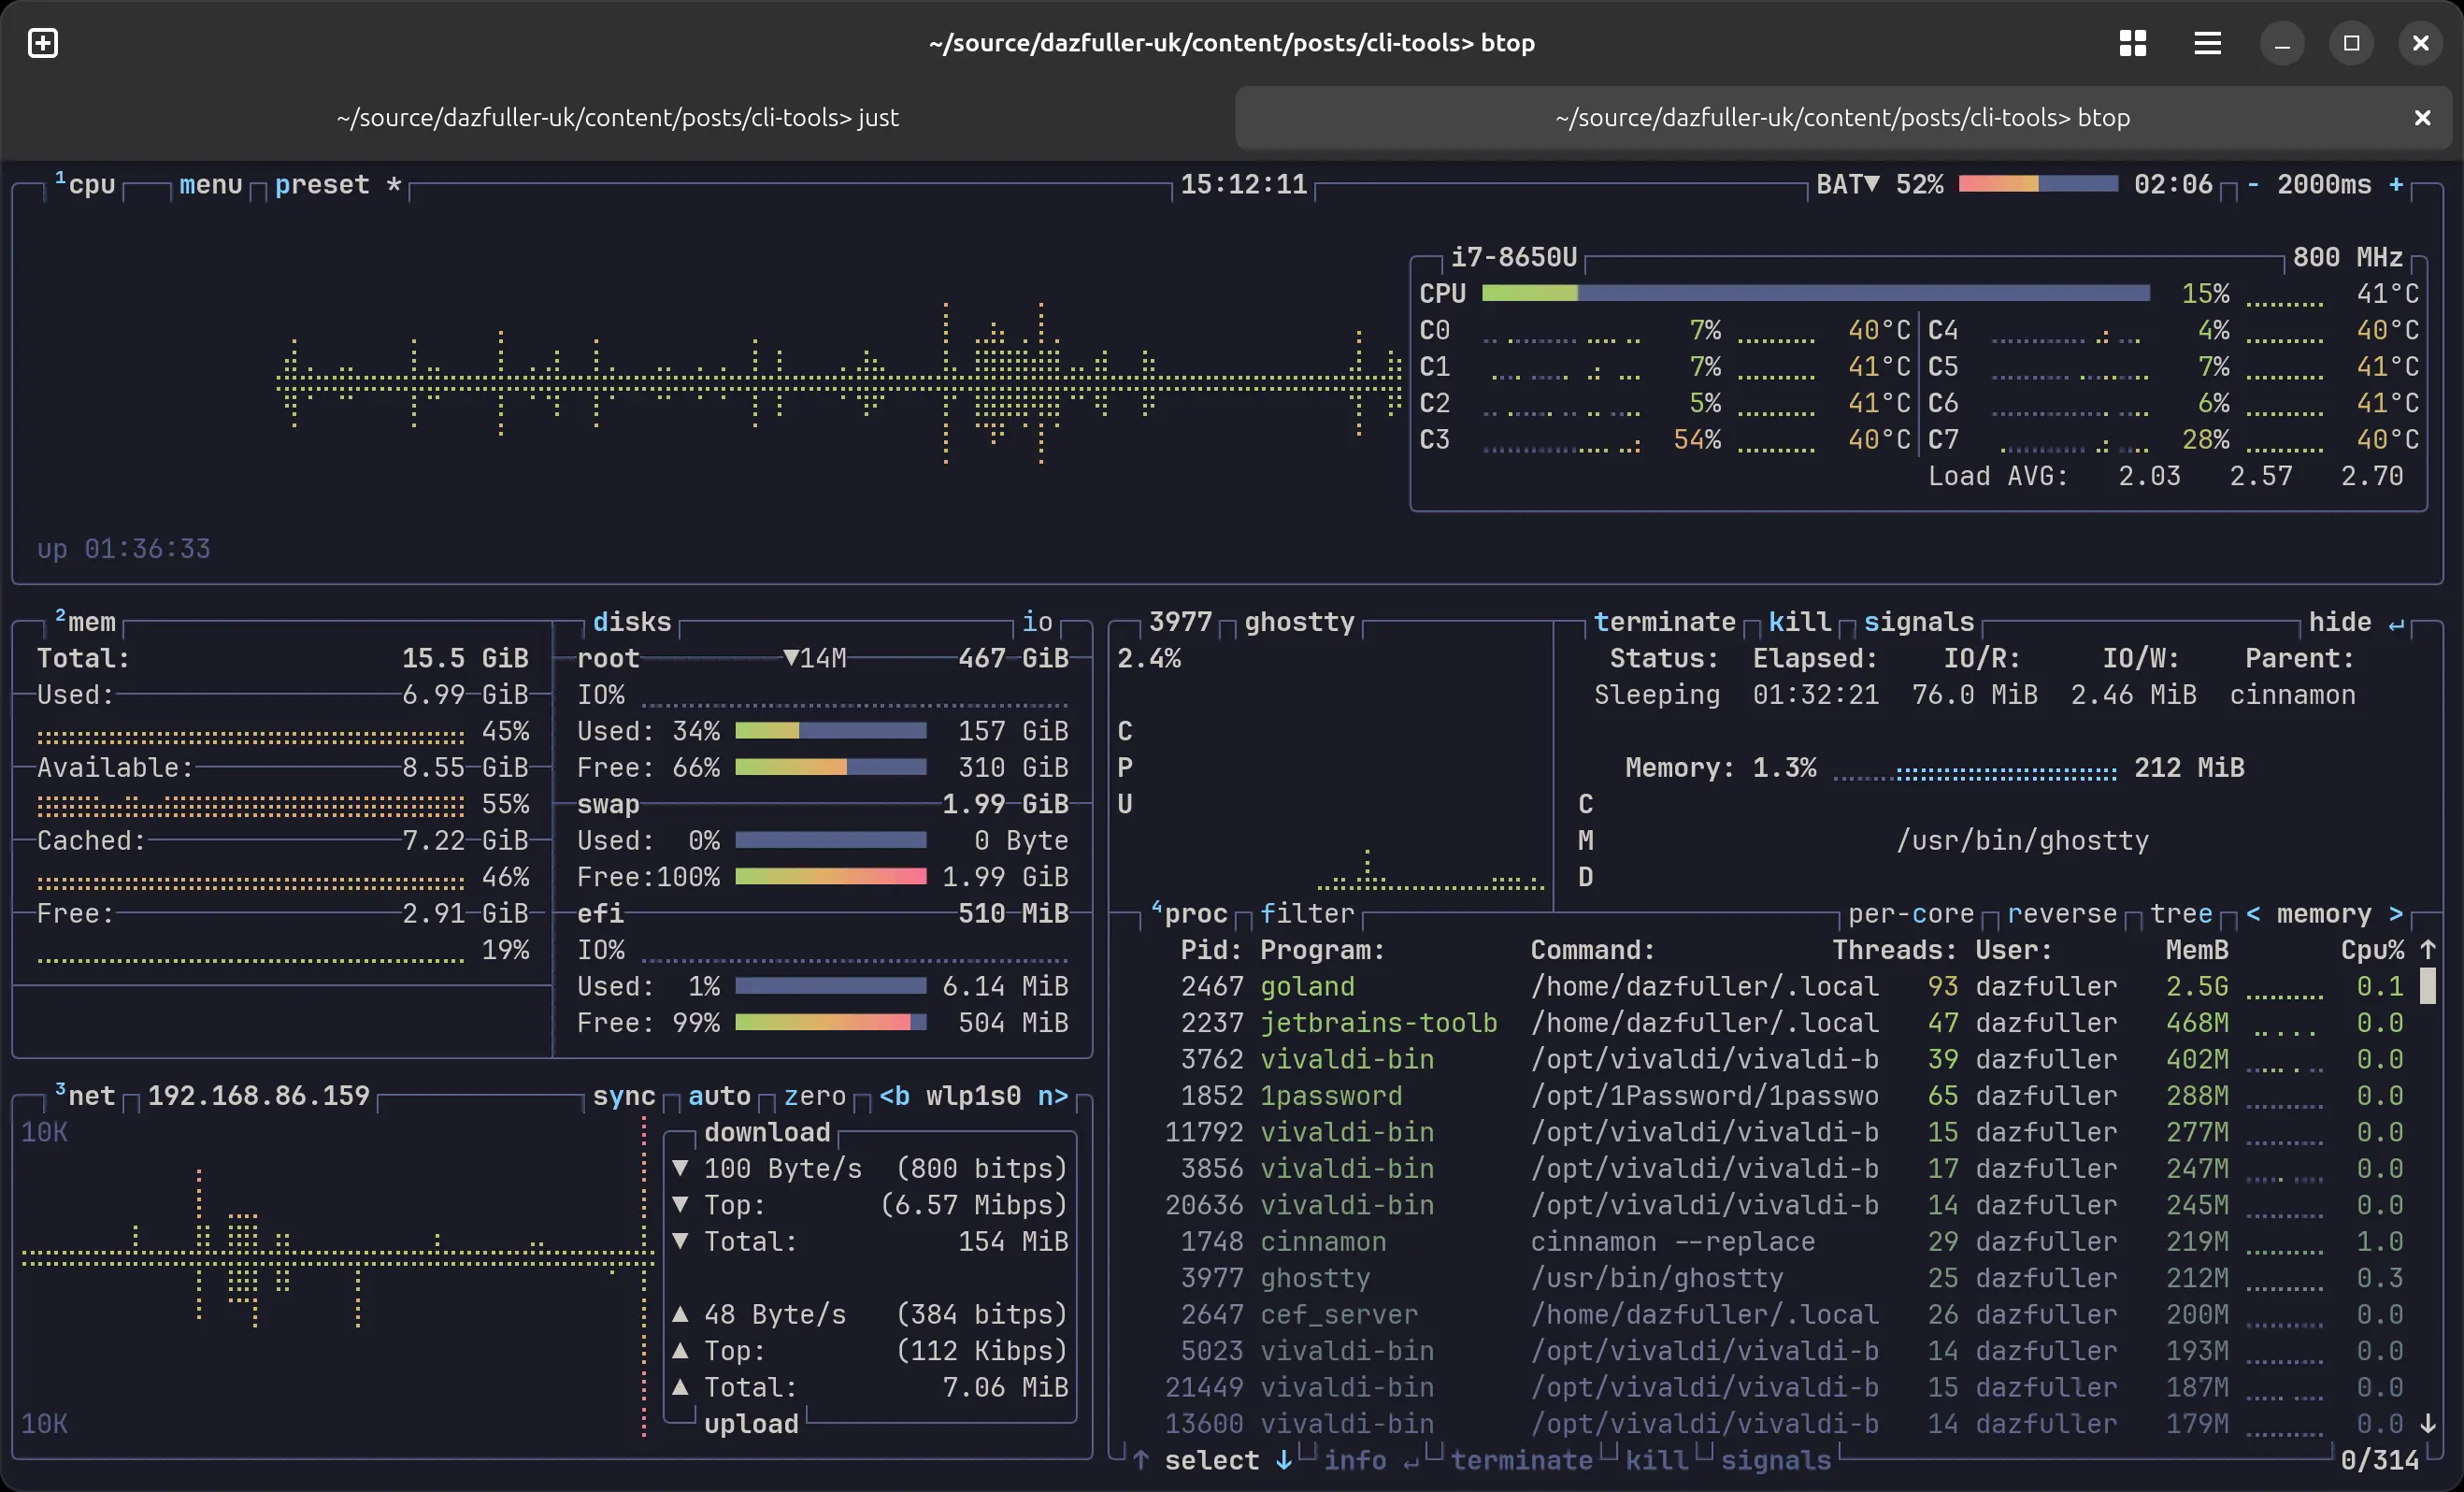 ~/source/dazfuller-uk/content/posts/cli-tools> btop
~/source/dazfuller-uk/content/posts/cli-tools> just
~/source/dazfuller-uk/content/posts/cli-tools> btop
¹cpu menu preset * 15:12:11 BAT▼ 52% 02:06 - 2000ms +
i7-8650U 800 MHz
CPU 15% 41°C
C0 7% 40°C C4 4% 40°C
C1 7% 41°C C5 7% 41°C
C2 5% 41°C C6 6% 41°C
C3 54% 40°C C7 28% 40°C
Load AVG: 2.03 2.57 2.70
up 01:36:33
²mem
Total: 15.5 GiB
Used: 6.99 GiB
45%
Available: 8.55 GiB
55%
Cached: 7.22 GiB
46%
Free: 2.91 GiB
19%
disks io
root ▼14M 467 GiB
IO%
Used: 34% 157 GiB
Free: 66% 310 GiB
swap 1.99 GiB
Used: 0% 0 Byte
Free:100% 1.99 GiB
efi 510 MiB
IO%
Used: 1% 6.14 MiB
Free: 99% 504 MiB
³net 192.168.86.159 sync auto zero <b wlp1s0 n>
10K
download
▼ 100 Byte/s (800 bitps)
▼ Top: (6.57 Mibps)
▼ Total: 154 MiB
▲ 48 Byte/s (384 bitps)
▲ Top: (112 Kibps)
▲ Total: 7.06 MiB
upload
10K
3977 ghostty terminate kill signals hide ↵
2.4%
C
P
U
Status: Elapsed: IO/R: IO/W: Parent:
Sleeping 01:32:21 76.0 MiB 2.46 MiB cinnamon
Memory: 1.3% 212 MiB
C
M
D
/usr/bin/ghostty
⁴proc filter per-core reverse tree < memory >
Pid: Program: Command: Threads: User: MemB Cpu% ↑
2467 goland /home/dazfuller/.local 93 dazfuller 2.5G 0.1
2237 jetbrains-toolb /home/dazfuller/.local 47 dazfuller 468M 0.0
3762 vivaldi-bin /opt/vivaldi/vivaldi-b 39 dazfuller 402M 0.0
1852 1password /opt/1Password/1passwo 65 dazfuller 288M 0.0
11792 vivaldi-bin /opt/vivaldi/vivaldi-b 15 dazfuller 277M 0.0
3856 vivaldi-bin /opt/vivaldi/vivaldi-b 17 dazfuller 247M 0.0
20636 vivaldi-bin /opt/vivaldi/vivaldi-b 14 dazfuller 245M 0.0
1748 cinnamon cinnamon --replace 29 dazfuller 219M 1.0
3977 ghostty /usr/bin/ghostty 25 dazfuller 212M 0.3
2647 cef_server /home/dazfuller/.local 26 dazfuller 200M 0.0
5023 vivaldi-bin /opt/vivaldi/vivaldi-b 14 dazfuller 193M 0.0
21449 vivaldi-bin /opt/vivaldi/vivaldi-b 15 dazfuller 187M 0.0
13600 vivaldi-bin /opt/vivaldi/vivaldi-b 14 dazfuller 179M 0.0 ↓
↑ select ↓ info ↵ terminate kill signals 0/314